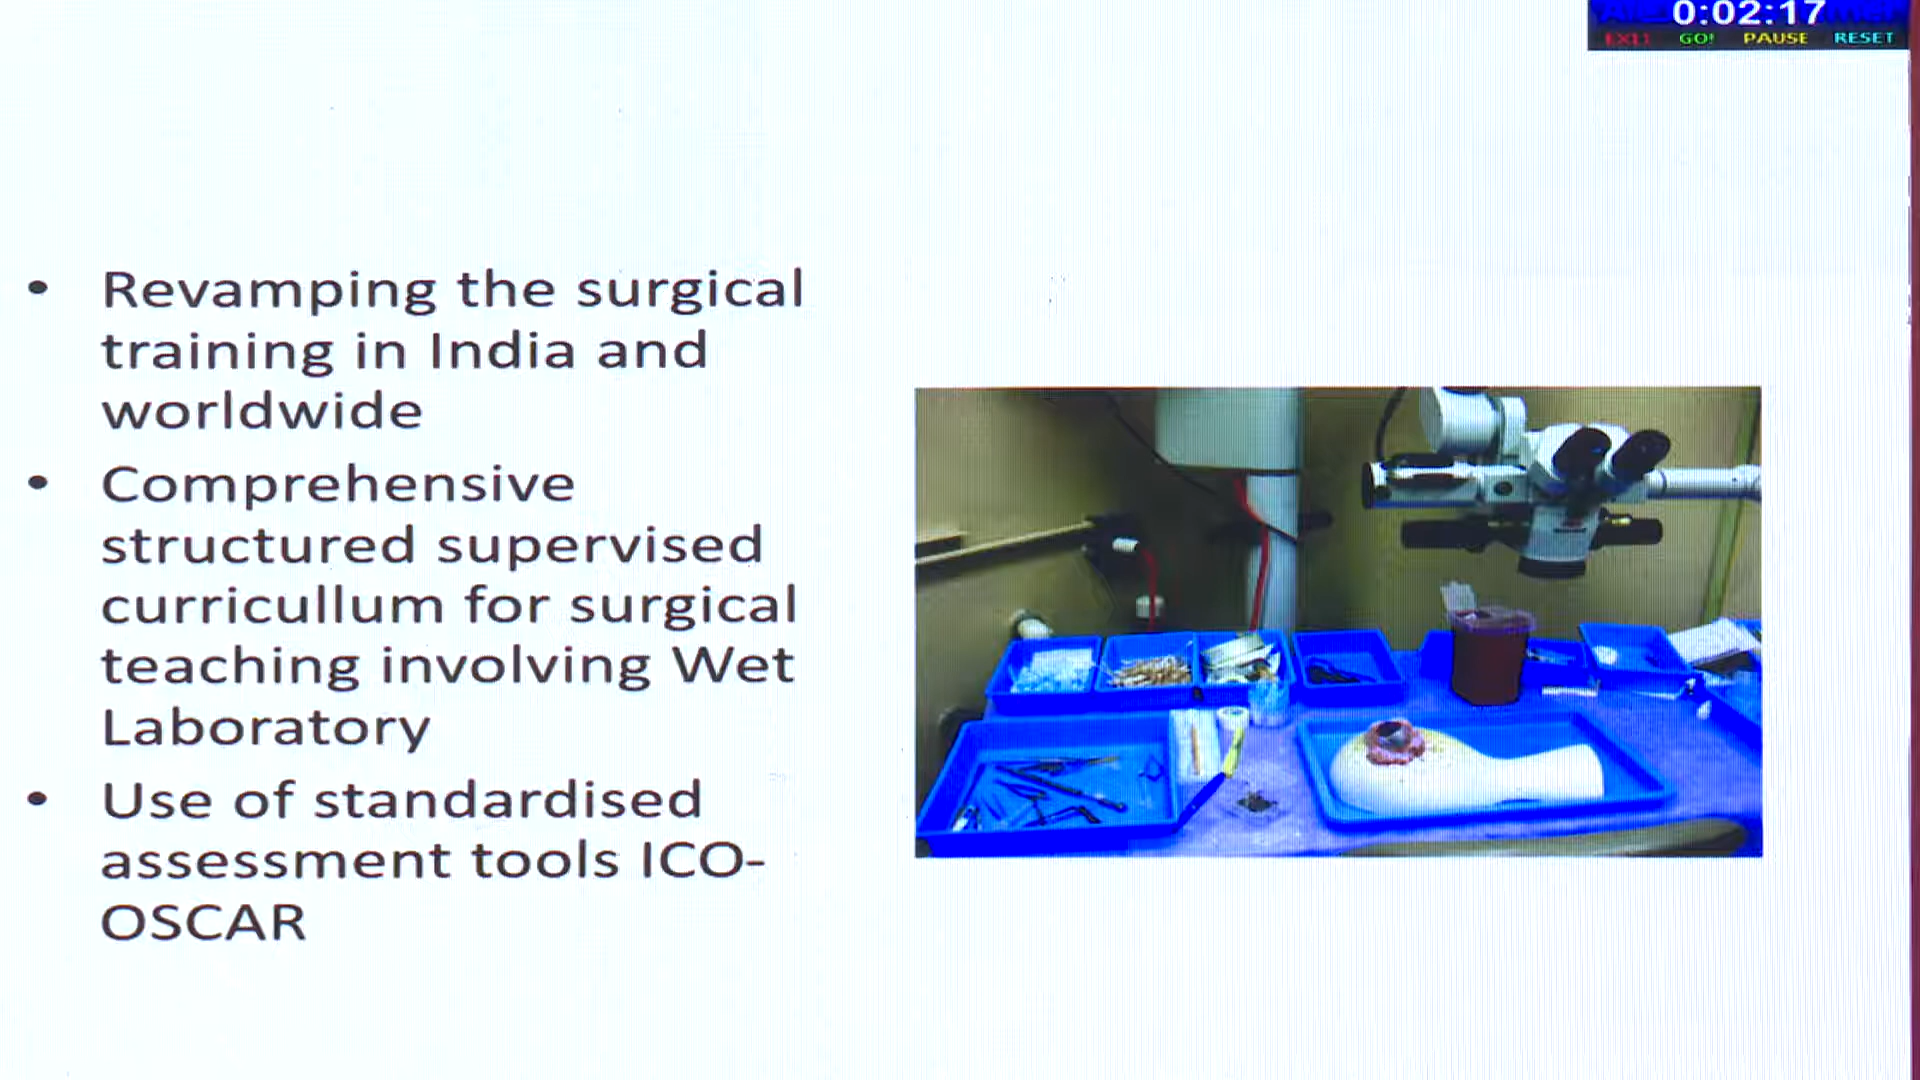 0:02:17
EXIT GO! PAUSE RESET
• Revamping the surgical
training in India and
worldwide
• Comprehensive
structured supervised
curricullum for surgical
teaching involving Wet
Laboratory
• Use of standardised
assessment tools ICO-
OSCAR